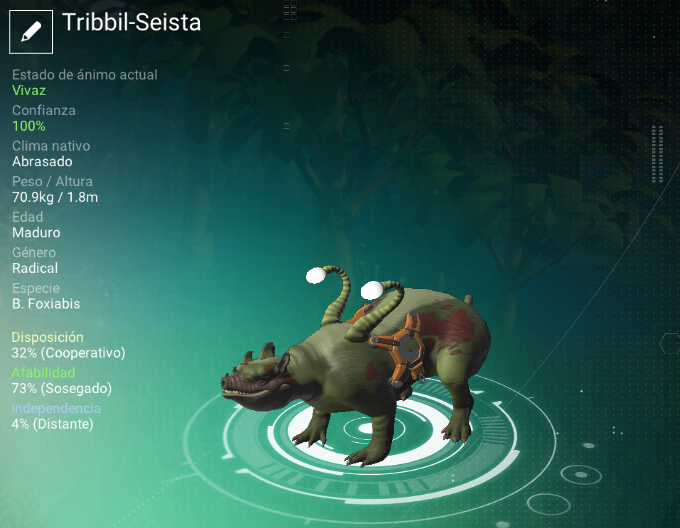 Tribbil-Seista
Estado de ánimo actual
Vivaz
Confianza
100%
Clima nativo
Abrasado
Peso / Altura
70.9kg / 1.8m
Edad
Maduro
Género
Radical
Especie
B. Foxiabis
Disposición
32% (Cooperativo)
Afabilidad
73% (Sosegado)
Independencia
4% (Distante)